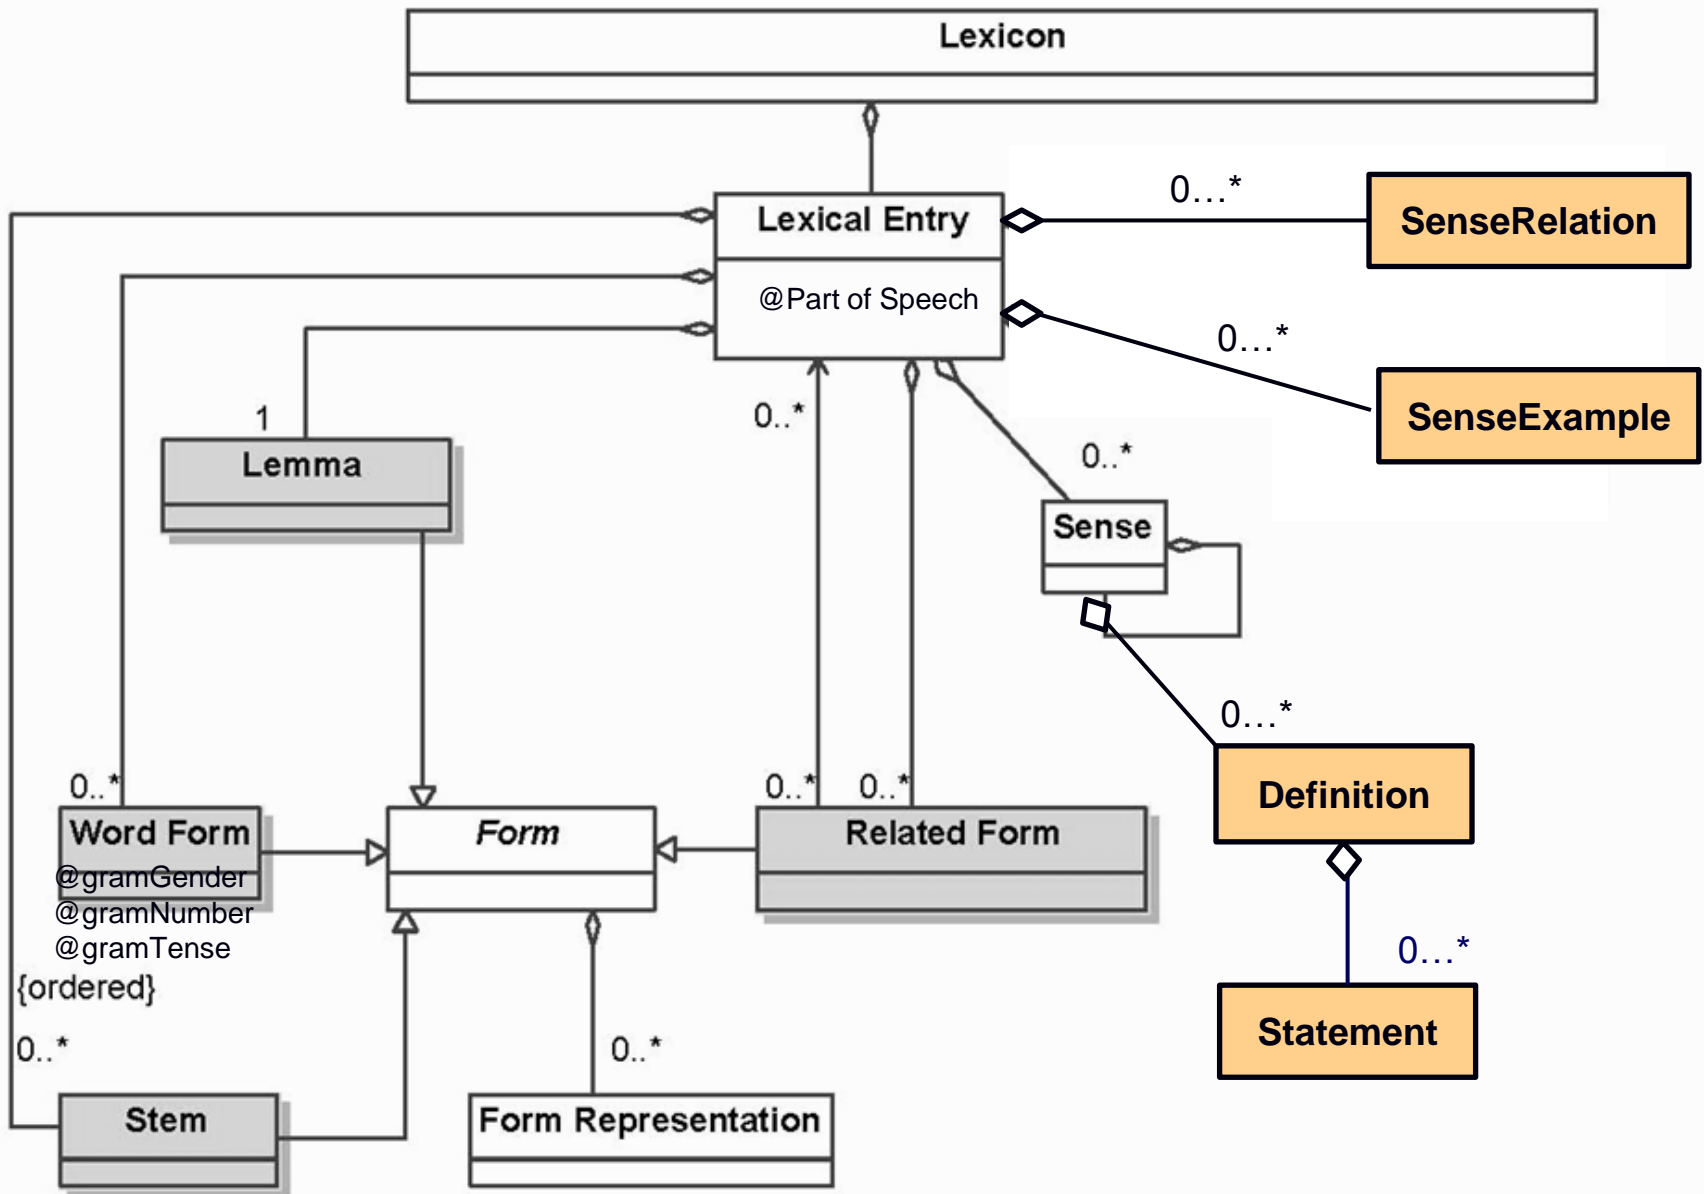 Lexicon
0...*
SenseRelation
Lexical Entry
@Part of Speech
0...*
SenseExample
1
0..*
0..*
Lemma
Sense
0...*
0..*
0..*
0..*
Definition
Word Form
Form
Related Form
@gramGender
@gramNumber
@gramTense
0...*
{ordered}
0..*
0..*
Statement
Stem
Form Representation